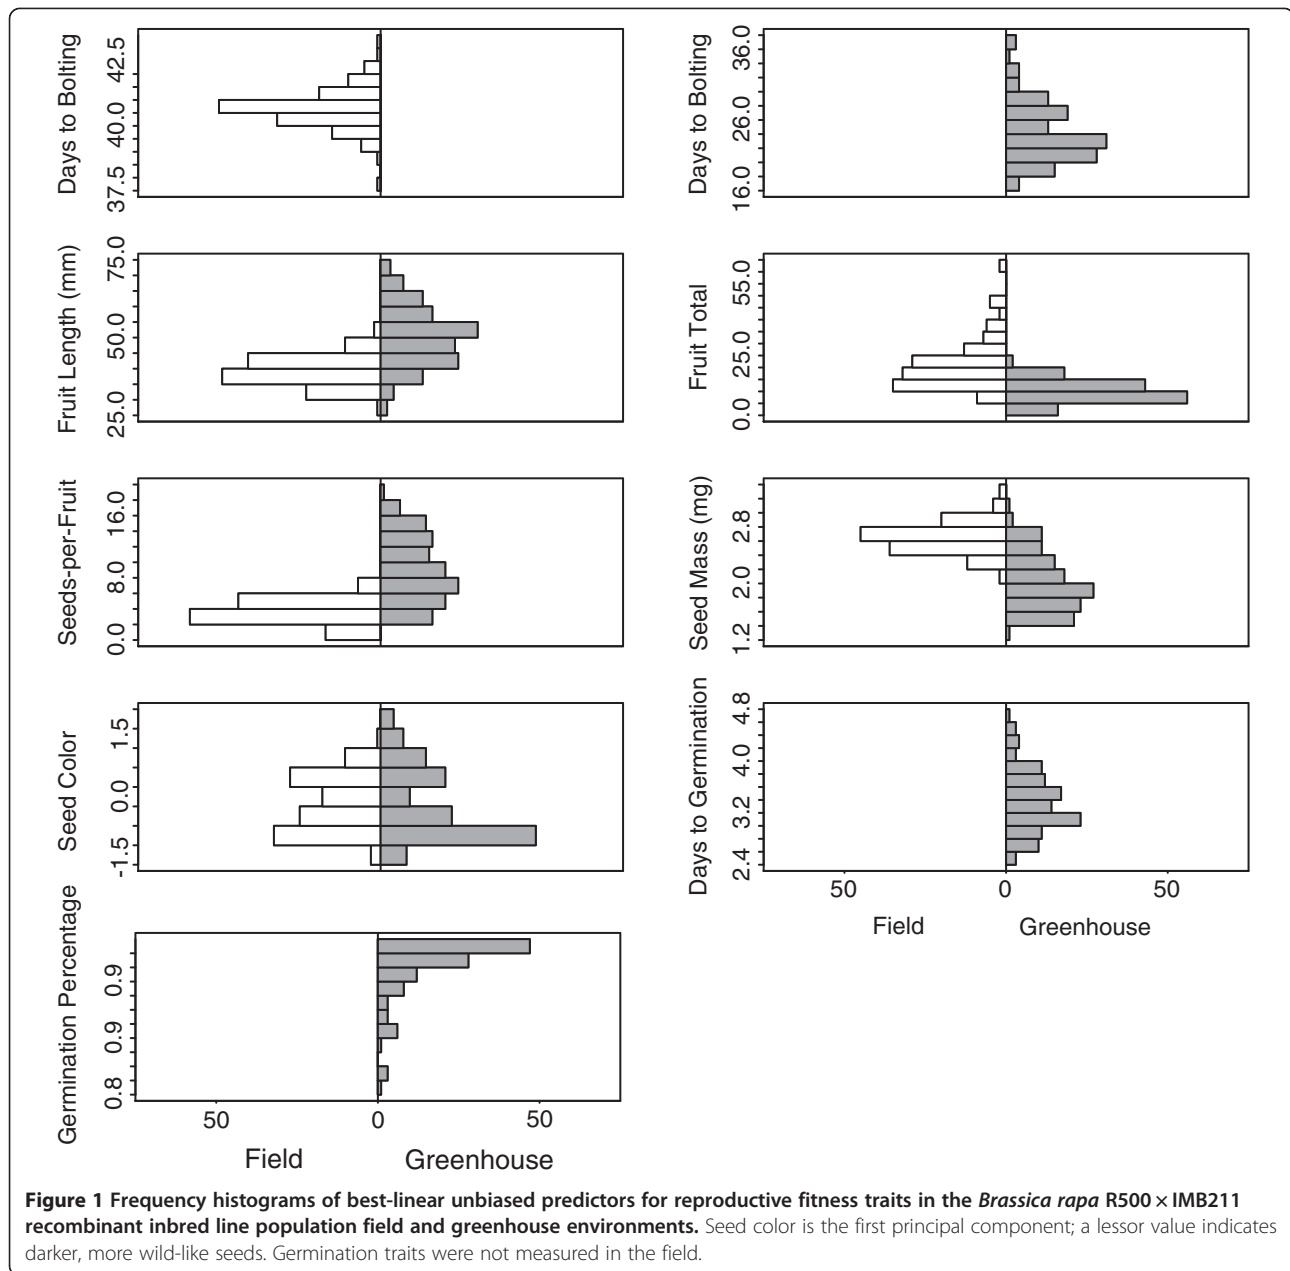 Days to Bolting
42.5
40.0
37.5
Days to Bolting
36.0
26.0
16.0
Fruit Length (mm)
75.0
50.0
25.0
Fruit Total
55.0
25.0
0.0
Seeds-per-Fruit
16.0
8.0
0.0
Seed Mass (mg)
2.8
2.0
1.2
Seed Color
1.5
0.0
-1.5
Days to Germination
4.8
4.0
3.2
2.4
50 0 50
Field Greenhouse
Germination Percentage
0.9
0.9
0.8
50 0 50
Field Greenhouse
Figure 1 Frequency histograms of best-linear unbiased predictors for reproductive fitness traits in the Brassica rapa R500 × IMB211
recombinant inbred line population field and greenhouse environments. Seed color is the first principal component; a lessor value indicates
darker, more wild-like seeds. Germination traits were not measured in the field.